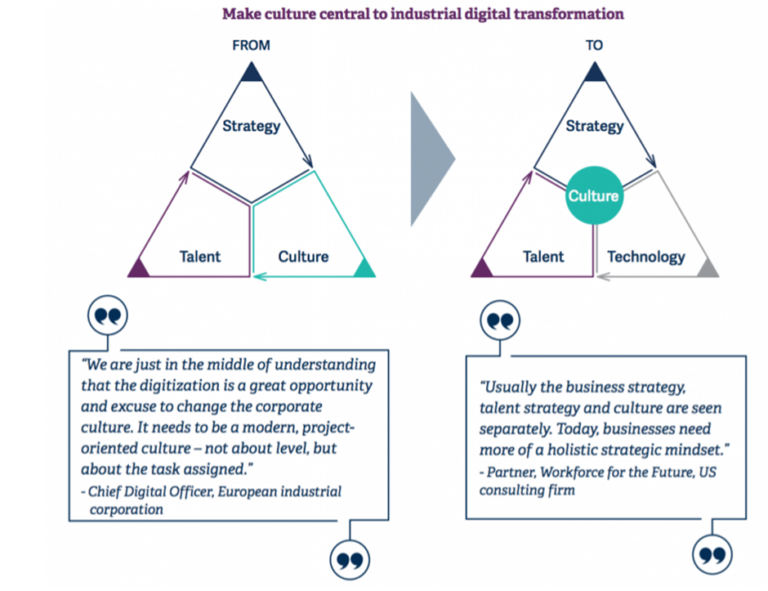 Make culture central to industrial digital transformation
FROM
Strategy
Talent
Culture
TO
Strategy
Culture
Talent
Technology
"We are just in the middle of understanding
that the digitization is a great opportunity
and excuse to change the corporate
culture. It needs to be a modern, project-
oriented culture – not about level, but
about the task assigned."
- Chief Digital Officer, European industrial
corporation
"Usually the business strategy,
talent strategy and culture are seen
separately. Today, businesses need
more of a holistic strategic mindset."
- Partner, Workforce for the Future, US
consulting firm